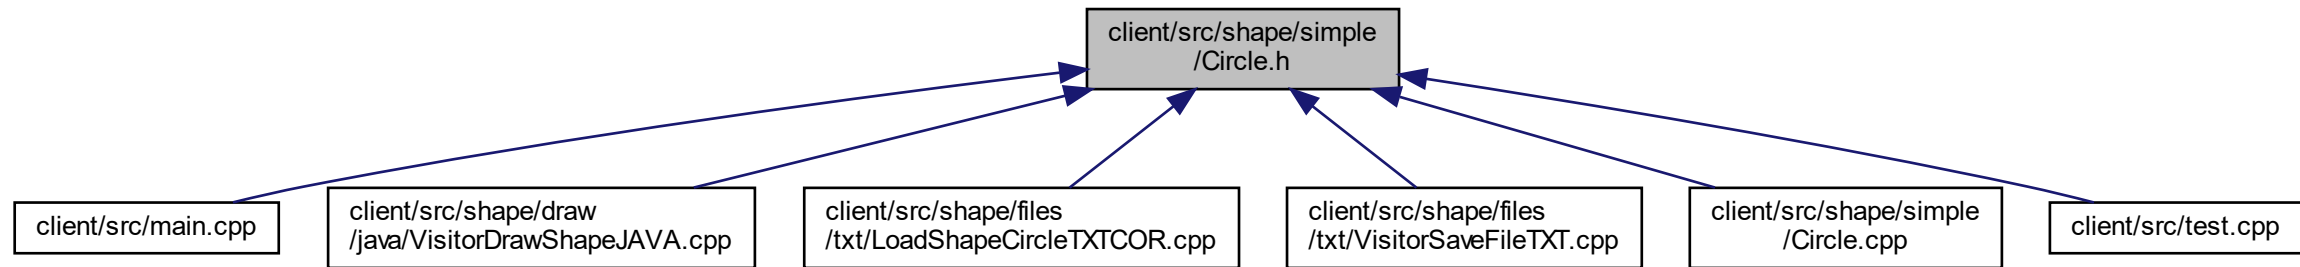 client/src/shape/simple
/Circle.h
client/src/main.cpp
client/src/shape/draw
/java/VisitorDrawShapeJAVA.cpp
client/src/shape/files
/txt/LoadShapeCircleTXTCOR.cpp
client/src/shape/files
/txt/VisitorSaveFileTXT.cpp
client/src/shape/simple
/Circle.cpp
client/src/test.cpp